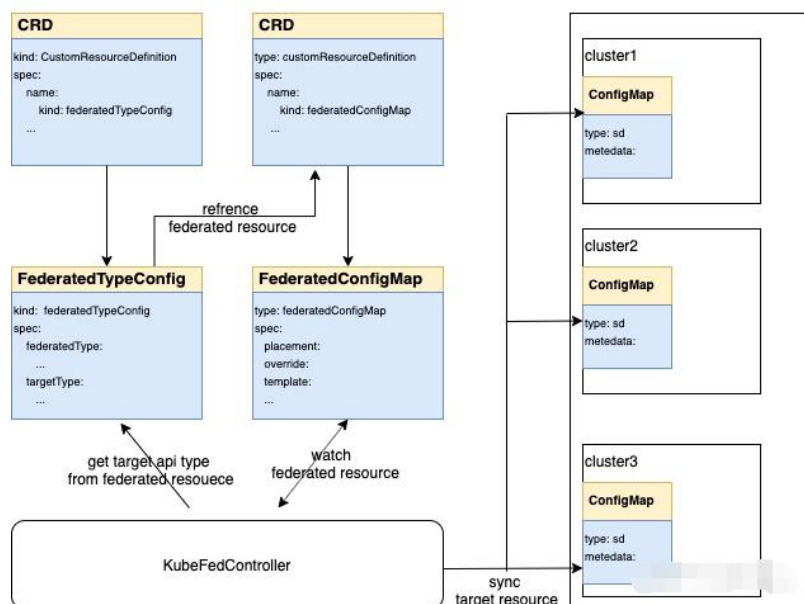 CRD
kind: CustomResourceDefinition
spec:
name:
kind: federatedTypeConfig
...
CRD
type: customResourceDefinition
spec:
name:
kind: federatedConfigMap
...
refrence
federated resource
FederatedTypeConfig
kind: federatedTypeConfig
spec:
federatedType:
...
targetType:
...
FederatedConfigMap
type: federatedConfigMap
spec:
placement:
override:
template:
...
get target api type
from federated resouece
watch
federated resource
KubeFedController
sync
target resource
cluster1
ConfigMap
type: sd
metedata:
cluster2
ConfigMap
type: sd
metedata:
cluster3
ConfigMap
type: sd
metedata: